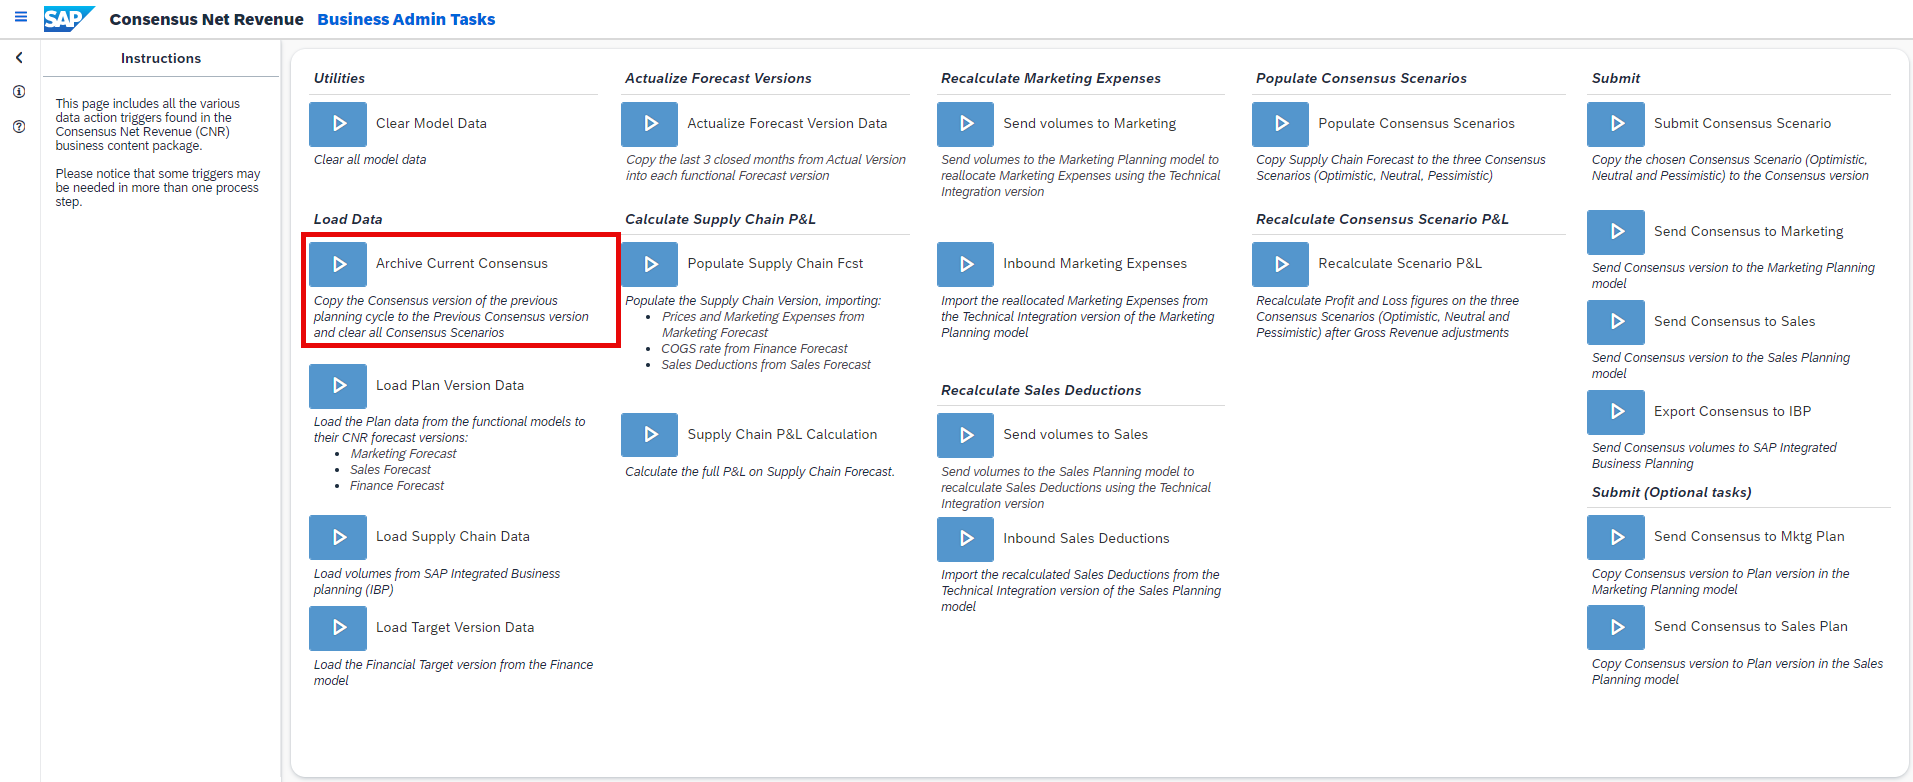 SAP Consensus Net Revenue Business Admin Tasks
Instructions
This page includes all the various
data action triggers found in the
Consensus Net Revenue (CNR)
business content package.
Please notice that some triggers may
be needed in more than one process
step.
Utilities
Clear Model Data
Clear all model data
Load Data
Archive Current Consensus
Copy the Consensus version of the previous
planning cycle to the Previous Consensus version
and clear all Consensus Scenarios
Load Plan Version Data
Load the Plan data from the functional models to
their CNR forecast versions:
• Marketing Forecast
• Sales Forecast
• Finance Forecast
Load Supply Chain Data
Load volumes from SAP Integrated Business
planning (IBP)
Load Target Version Data
Load the Financial Target version from the Finance
model
Actualize Forecast Versions
Actualize Forecast Version Data
Copy the last 3 closed months from Actual Version
into each functional Forecast version
Calculate Supply Chain P&L
Populate Supply Chain Fcst
Populate the Supply Chain Version, importing:
• Prices and Marketing Expenses from
Marketing Forecast
• COGS rate from Finance Forecast
• Sales Deductions from Sales Forecast
Supply Chain P&L Calculation
Calculate the full P&L on Supply Chain Forecast.
Recalculate Marketing Expenses
Send volumes to Marketing
Send volumes to the Marketing Planning model to
reallocate Marketing Expenses using the Technical
Integration version
Inbound Marketing Expenses
Import the reallocated Marketing Expenses from
the Technical Integration version of the Marketing
Planning model
Recalculate Sales Deductions
Send volumes to Sales
Send volumes to the Sales Planning model to
recalculate Sales Deductions using the Technical
Integration version
Inbound Sales Deductions
Import the recalculated Sales Deductions from the
Technical Integration version of the Sales Planning
model
Populate Consensus Scenarios
Populate Consensus Scenarios
Copy Supply Chain Forecast to the three Consensus
Scenarios (Optimistic, Neutral, Pessimistic)
Recalculate Consensus Scenario P&L
Recalculate Scenario P&L
Recalculate Profit and Loss figures on the three
Consensus Scenarios (Optimistic, Neutral and
Pessimistic) after Gross Revenue adjustments
Submit
Submit Consensus Scenario
Copy the chosen Consensus Scenario (Optimistic,
Neutral and Pessimistic) to the Consensus version
Send Consensus to Marketing
Send Consensus version to the Marketing Planning
model
Send Consensus to Sales
Send Consensus version to the Sales Planning
model
Export Consensus to IBP
Send Consensus volumes to SAP Integrated
Business Planning
Submit (Optional tasks)
Send Consensus to Mktg Plan
Copy Consensus version to Plan version in the
Marketing Planning model
Send Consensus to Sales Plan
Copy Consensus version to Plan version in the Sales
Planning model